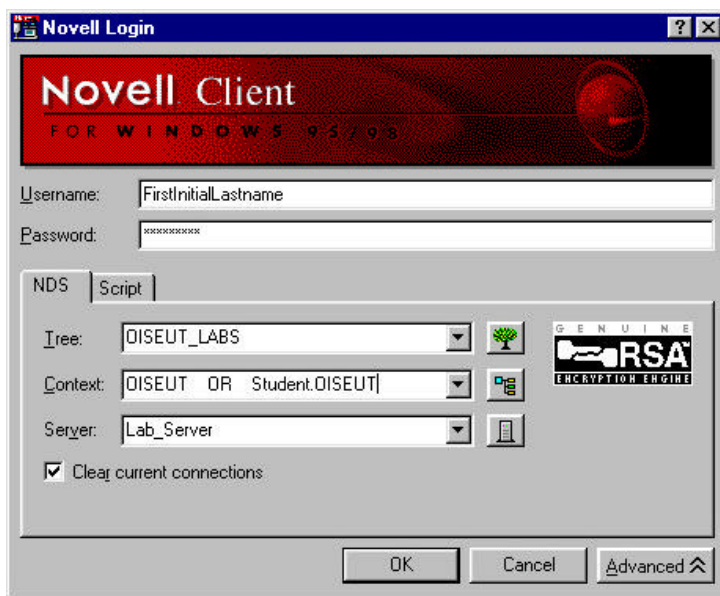 Novell Login
Novell Client
FOR WINDOWS 95/98
Username: FirstInitialLastname
Password: *********
NDS Script
Tree: OISEUT_LABS
Context: OISEUT OR Student.OISEUT
Server: Lab_Server
GENUINE
RSA™
ENCRYPTION ENGINE
Clear current connections
OK Cancel Advanced